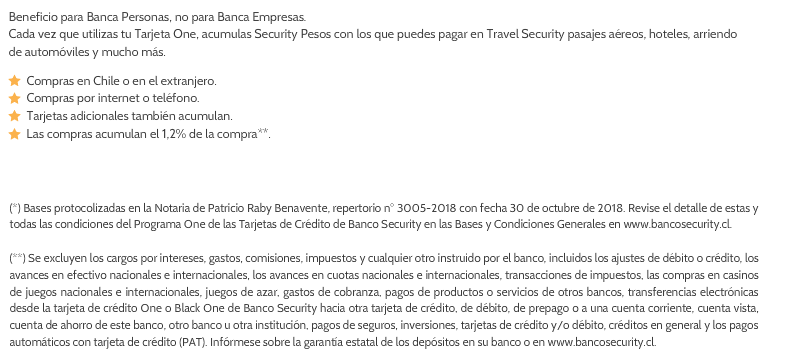 Beneficio para Banca Personas, no para Banca Empresas.
Cada vez que utilizas tu Tarjeta One, acumulas Security Pesos con los que puedes pagar en Travel Security pasajes aéreos, hoteles, arriendo
de automóviles y mucho más.
Compras en Chile o en el extranjero.
Compras por internet o teléfono.
Tarjetas adicionales también acumulan.
Las compras acumulan el 1,2% de la compra**.
(*) Bases protocolizadas en la Notaría de Patricio Raby Benavente, repertorio n° 3005-2018 con fecha 30 de octubre de 2018. Revise el detalle de estas y
todas las condiciones del Programa One de las Tarjetas de Crédito de Banco Security en las Bases y Condiciones Generales en www.bancosecurity.cl.
(**) Se excluyen los cargos por intereses, gastos, comisiones, impuestos y cualquier otro instruido por el banco, incluidos los ajustes de débito o crédito, los
avances en efectivo nacionales e internacionales, los avances en cuotas nacionales e internacionales, transacciones de impuestos, las compras en casinos
de juegos nacionales e internacionales, juegos de azar, gastos de cobranza, pagos de productos o servicios de otros bancos, transferencias electrónicas
desde la tarjeta de crédito One o Black One de Banco Security hacia otra tarjeta de crédito, de débito, de prepago o a una cuenta corriente, cuenta vista,
cuenta de ahorro de este banco, otro banco u otra institución, pagos de seguros, inversiones, tarjetas de crédito y/o débito, créditos en general y los pagos
automáticos con tarjeta de crédito (PAT). Infórmese sobre la garantía estatal de los depósitos en su banco o en www.bancosecurity.cl.